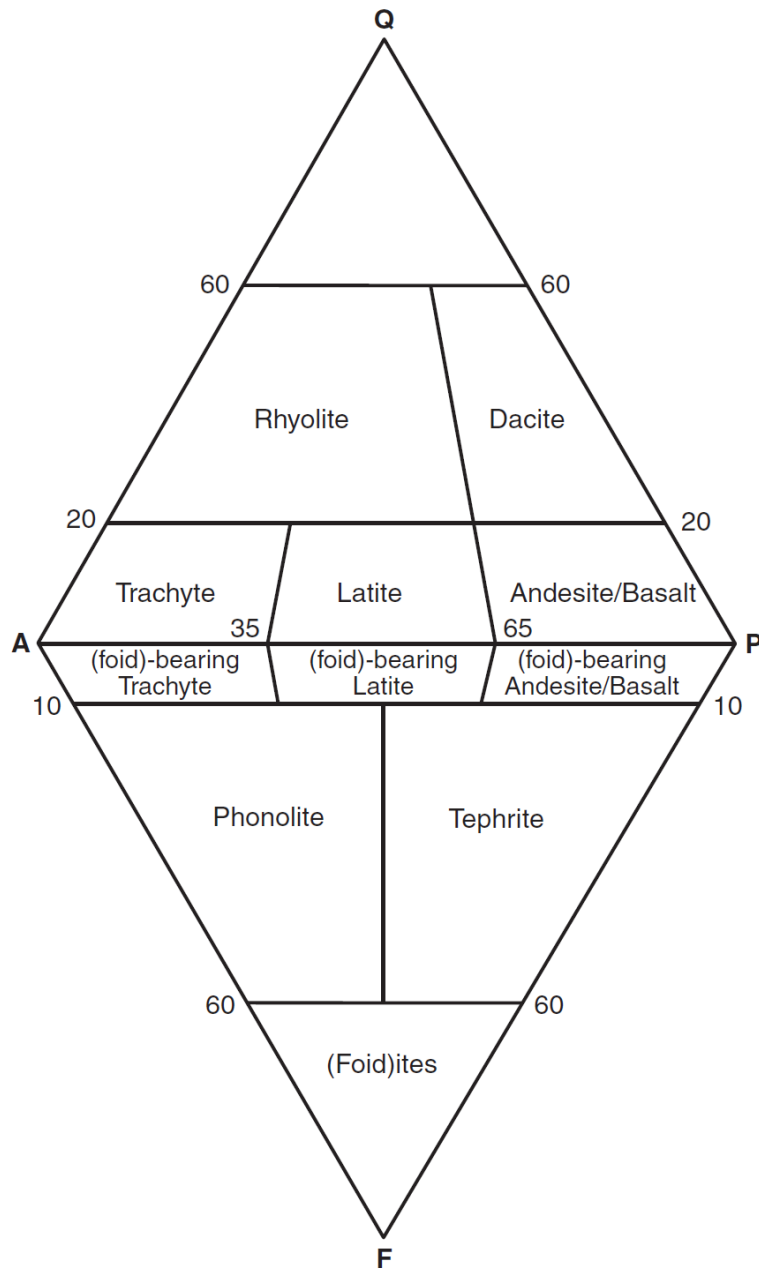 Q
60
60
Rhyolite
Dacite
20
20
Trachyte
Latite
Andesite/Basalt
35
65
A
P
(foid)-bearing
Trachyte
(foid)-bearing
Latite
(foid)-bearing
Andesite/Basalt
10
10
Phonolite
Tephrite
60
60
(Foid)ites
F